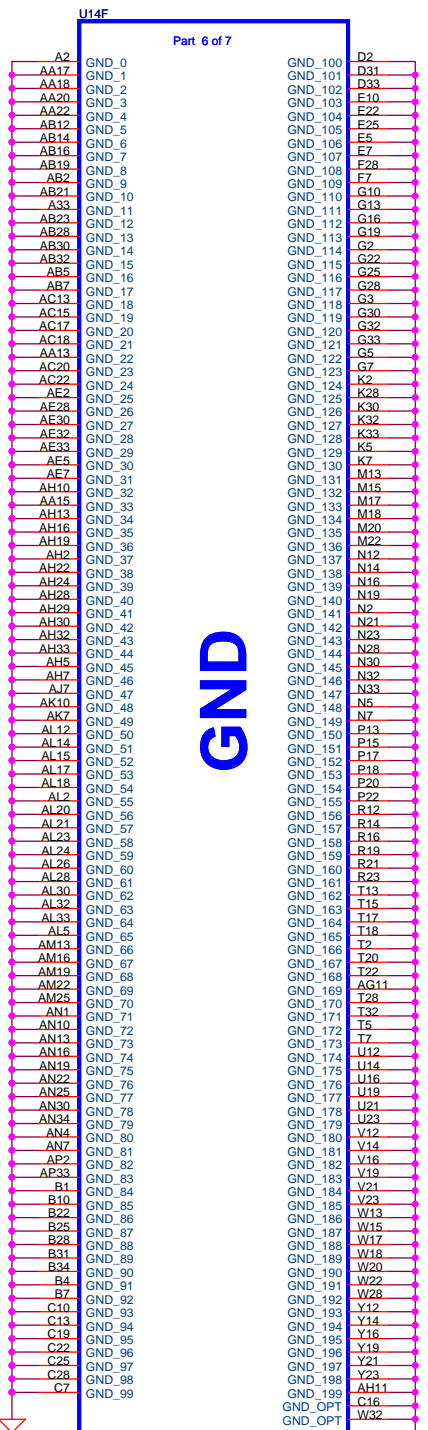 U14F
Part 6 of 7
A2 GND_0 GND_100 D2
AA17 GND_1 GND_101 D31
AA18 GND_2 GND_102 D33
AA20 GND_3 GND_103 E10
AA22 GND_4 GND_104 E22
AB12 GND_5 GND_105 E25
AB14 GND_6 GND_106 E5
AB16 GND_7 GND_107 E7
AB19 GND_8 GND_108 F28
AB2 GND_9 GND_109 F7
AB21 GND_10 GND_110 G10
A33 GND_11 GND_111 G13
AB23 GND_12 GND_112 G16
AB28 GND_13 GND_113 G19
AB30 GND_14 GND_114 G2
AB32 GND_15 GND_115 G22
AB5 GND_16 GND_116 G25
AB7 GND_17 GND_117 G28
AC13 GND_18 GND_118 G3
AC15 GND_19 GND_119 G30
AC17 GND_20 GND_120 G32
AC18 GND_21 GND_121 G33
AA13 GND_22 GND_122 G5
AC20 GND_23 GND_123 G7
AC22 GND_24 GND_124 K2
AE2 GND_25 GND_125 K28
AE28 GND_26 GND_126 K30
AE30 GND_27 GND_127 K32
AE32 GND_28 GND_128 K33
AE33 GND_29 GND_129 K5
AE5 GND_30 GND_130 K7
AE7 GND_31 GND_131 M13
AH10 GND_32 GND_132 M15
AA15 GND_33 GND_133 M17
AH13 GND_34 GND_134 M18
AH16 GND_35 GND_135 M20
AH19 GND_36 GND_136 M22
AH2 GND_37 GND_137 N12
AH22 GND_38 GND_138 N14
AH24 GND_39 GND_139 N16
AH28 GND_40 GND_140 N19
AH29 GND_41 GND_141 N2
AH30 GND_42 GND_142 N21
AH32 GND_43 GND_143 N23
AH33 GND_44 GND_144 N28
AH5 GND_45 GND_145 N30
AH7 GND_46 GND_146 N32
AJ7 GND_47 GND_147 N33
AK10 GND_48 GND_148 N5
AK7 GND_49 GND_149 N7
AL12 GND_50 GND_150 P13
AL14 GND_51 GND_151 P15
AL15 GND_52 GND_152 P17
AL17 GND_53 GND_153 P18
AL18 GND_54 GND_154 P20
AL2 GND_55 GND_155 P22
AL20 GND_56 GND_156 R12
AL21 GND_57 GND_157 R14
AL23 GND_58 GND_158 R16
AL24 GND_59 GND_159 R19
AL26 GND_60 GND_160 R21
AL28 GND_61 GND_161 R23
AL30 GND_62 GND_162 T13
AL32 GND_63 GND_163 T15
AL33 GND_64 GND_164 T17
AL5 GND_65 GND_165 T18
AM13 GND_66 GND_166 T2
AM16 GND_67 GND_167 T20
AM19 GND_68 GND_168 T22
AM22 GND_69 GND_169 AG11
AM25 GND_70 GND_170 T28
AN1 GND_71 GND_171 T32
AN10 GND_72 GND_172 T5
AN13 GND_73 GND_173 T7
AN16 GND_74 GND_174 U12
AN19 GND_75 GND_175 U14
AN22 GND_76 GND_176 U16
AN25 GND_77 GND_177 U19
AN30 GND_78 GND_178 U21
AN34 GND_79 GND_179 U23
AN4 GND_80 GND_180 V12
AN7 GND_81 GND_181 V14
AP2 GND_82 GND_182 V16
AP33 GND_83 GND_183 V19
B1 GND_84 GND_184 V21
B10 GND_85 GND_185 V23
B22 GND_86 GND_186 W13
B25 GND_87 GND_187 W15
B28 GND_88 GND_188 W17
B31 GND_89 GND_189 W18
B34 GND_90 GND_190 W20
B4 GND_91 GND_191 W22
B7 GND_92 GND_192 W28
C10 GND_93 GND_193 Y12
C13 GND_94 GND_194 Y14
C19 GND_95 GND_195 Y16
C22 GND_96 GND_196 Y19
C25 GND_97 GND_197 Y21
C28 GND_98 GND_198 Y23
C7 GND_99 GND_199 AH11
GND_OPT C16
GND_OPT W32
GND